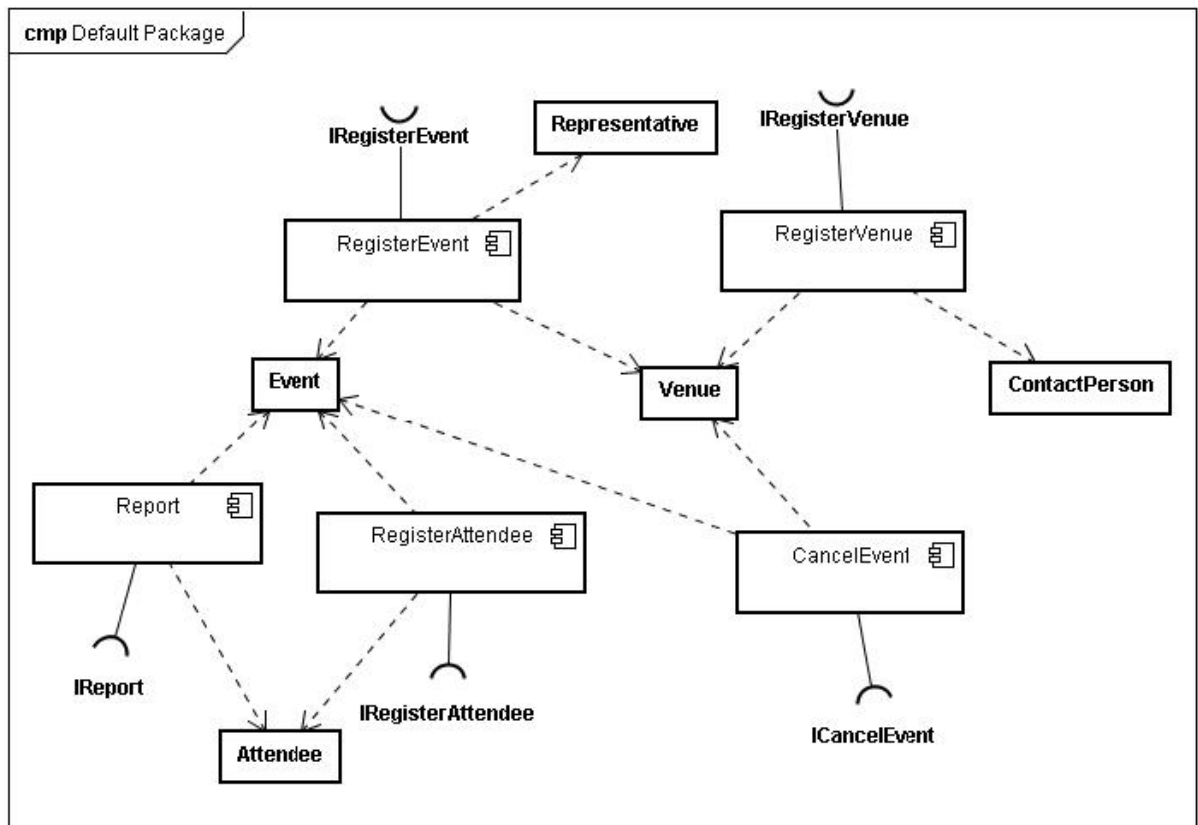 cmp Default Package
IRegisterEvent
Representative
IRegisterVenue
RegisterEvent
RegisterVenue
Event
Venue
ContactPerson
Report
RegisterAttendee
CancelEvent
IReport
IRegisterAttendee
ICancelEvent
Attendee